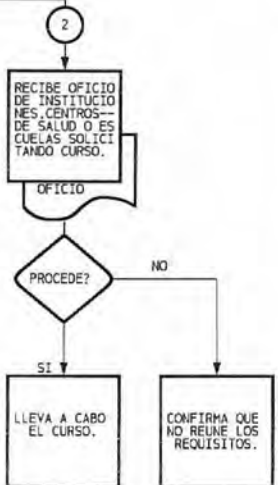 2
RECIBE OFICIO
DE INSTITUCIO
NES,CENTROS--
DE SALUD O ES
CUELAS SOLICI
TANDO CURSO.
OFICIO
PROCEDE?
NO
SI
LLEVA A CABO
EL CURSO.
CONFIRMA QUE
NO REUNE LOS
REQUISITOS.